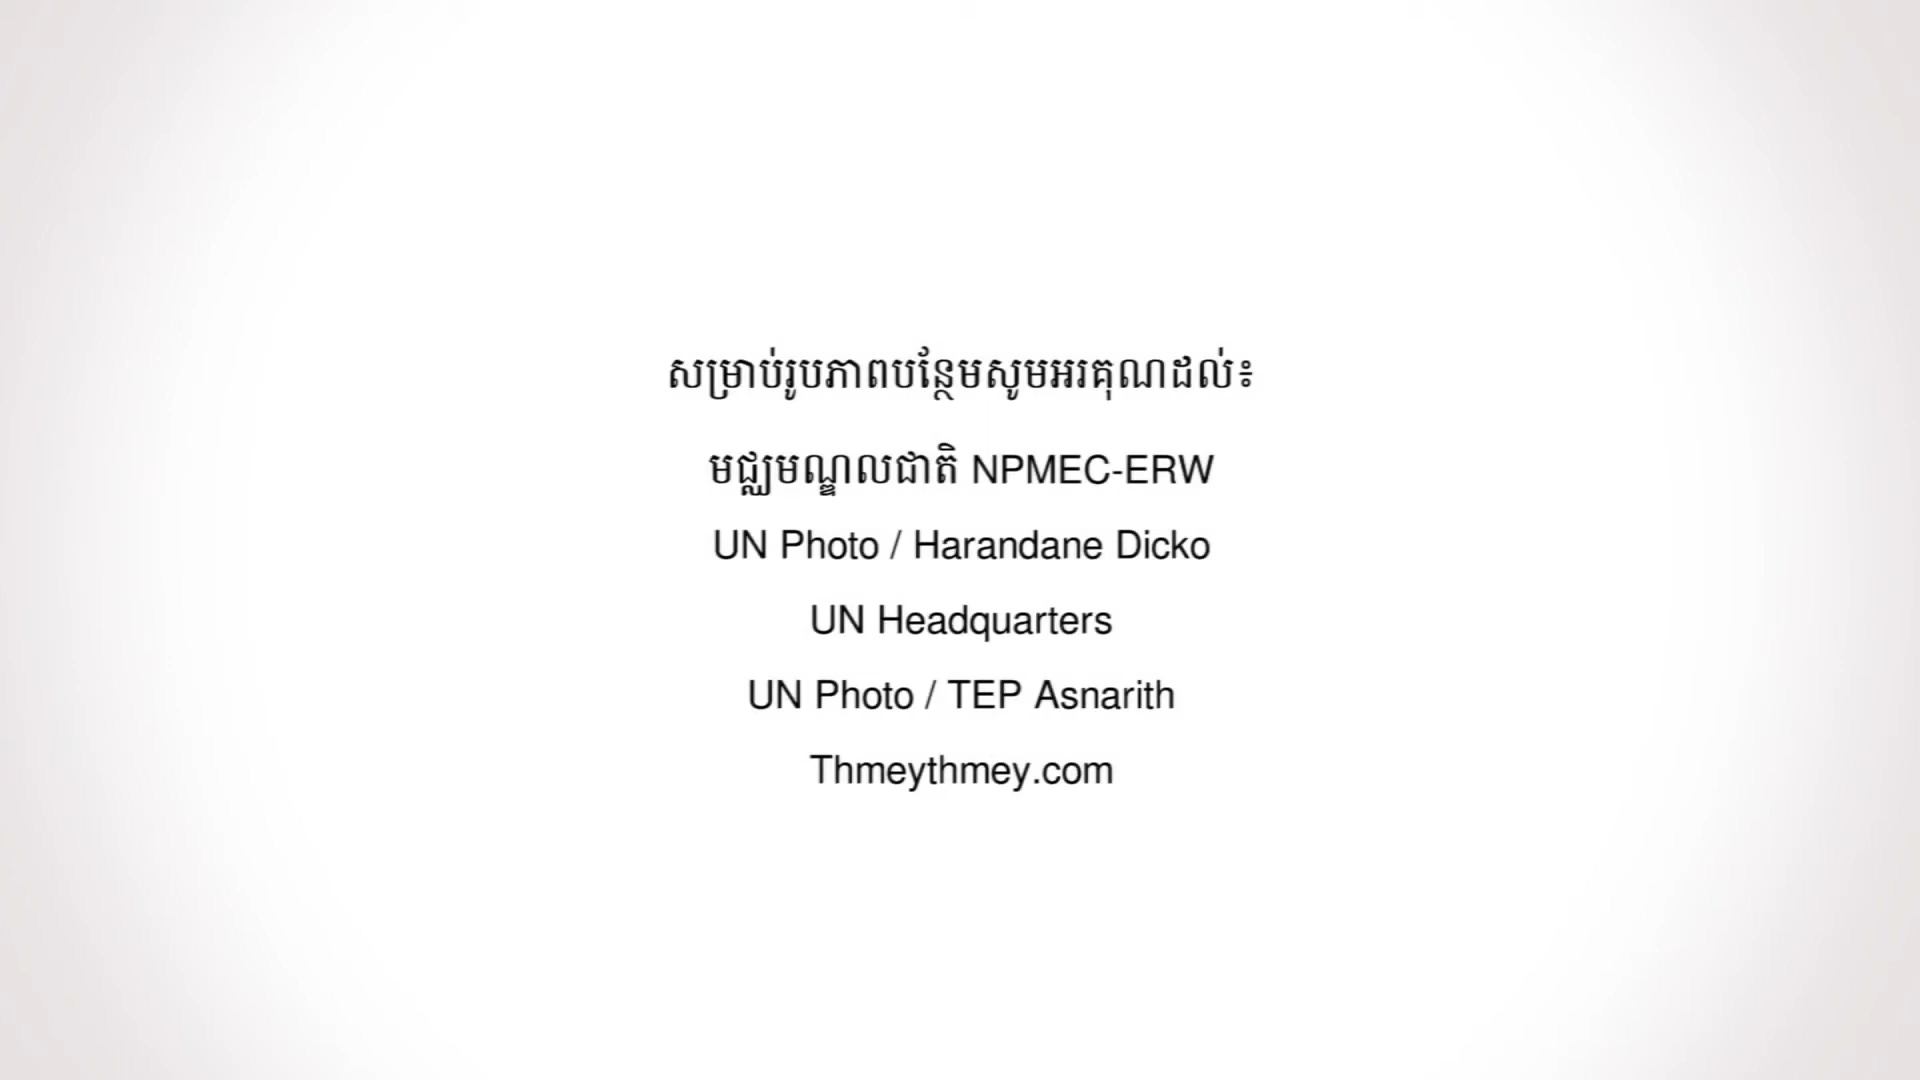 សម្រាប់រូបភាពបន្ថែមសូមអរគុណដល់៖
មជ្ឈមណ្ឌលជាតិ NPMEC-ERW
UN Photo / Harandane Dicko
UN Headquarters
UN Photo / TEP Asnarith
Thmeythmey.com